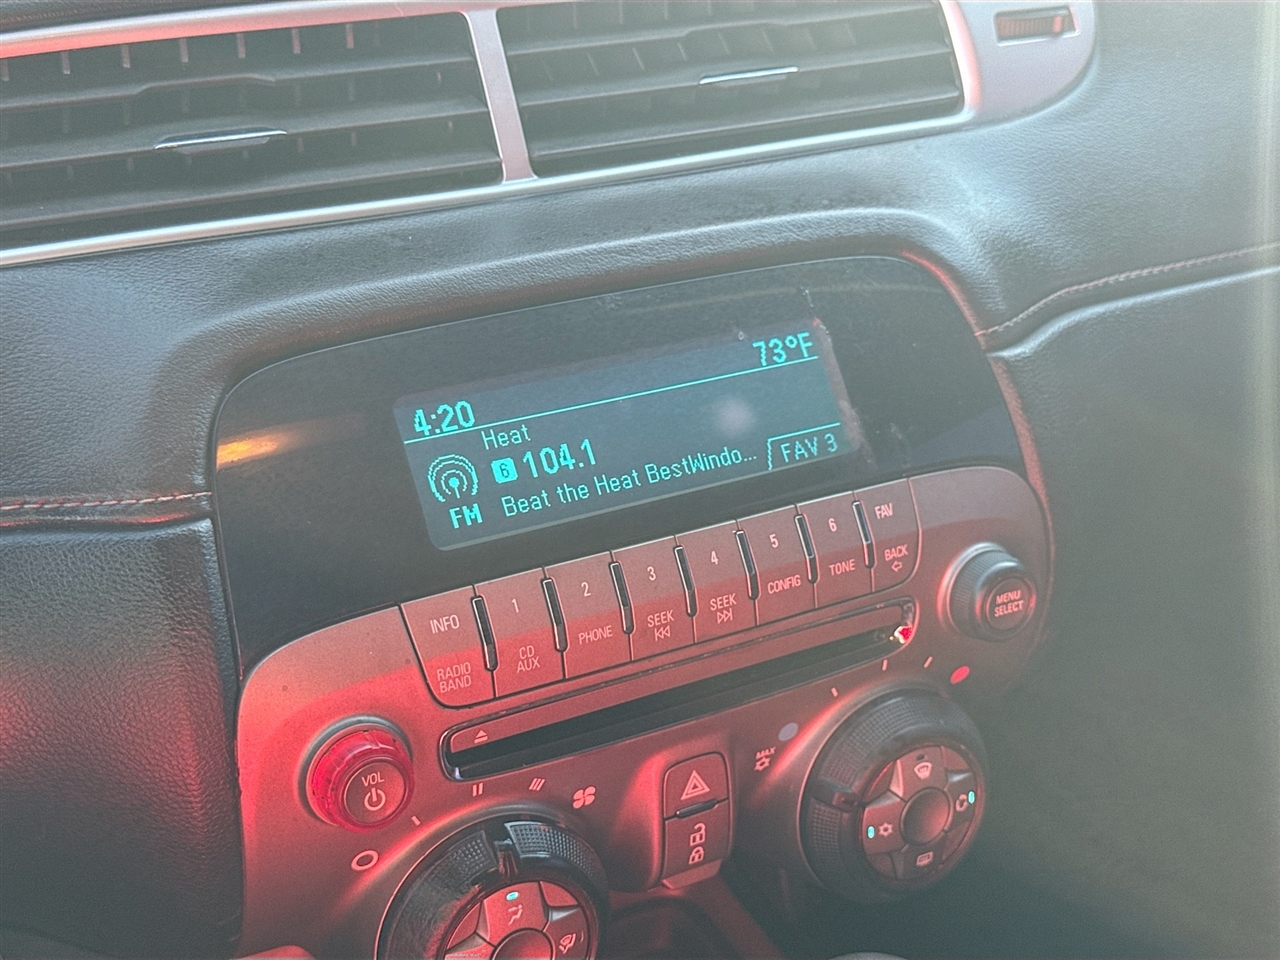 73°F
4:20
Heat
6 104.1
FM
Beat the Heat BestWindo...
FAV 3
INFO
RADIO
BAND
1
CD
AUX
2
PHONE
3
SEEK
4
SEEK
5
CONFIG
6
TONE
FAV
BACK
MENU
SELECT
VOL
MAX